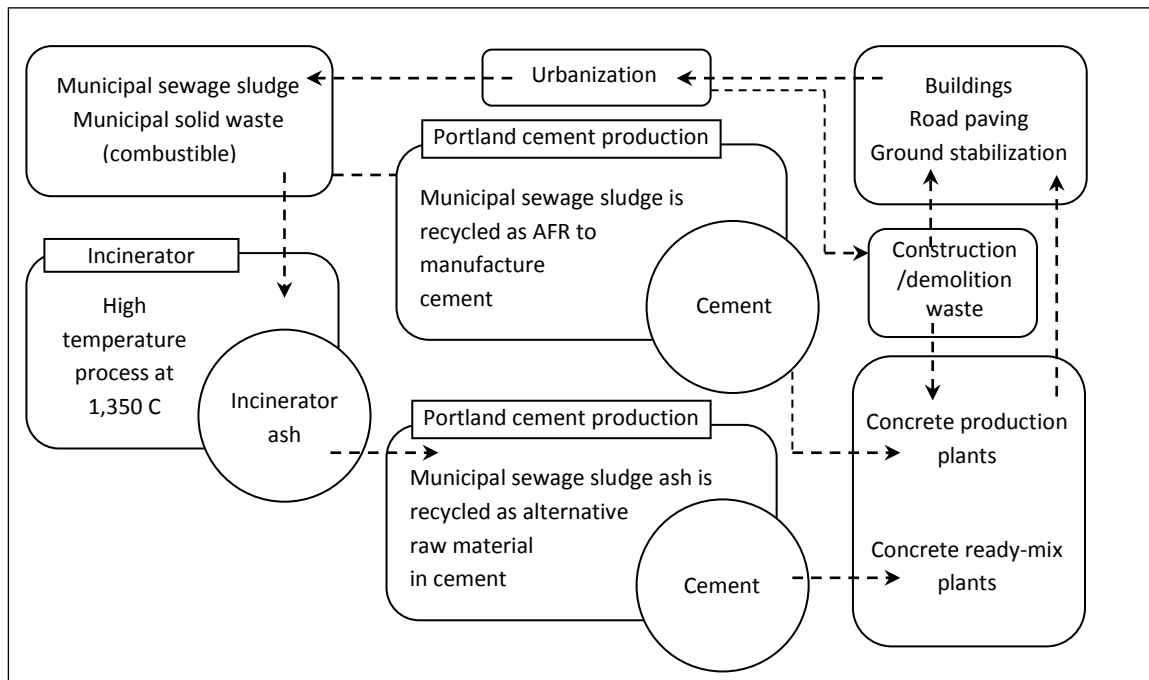 Municipal sewage sludge
Municipal solid waste
(combustible)
Urbanization
Buildings
Road paving
Ground stabilization
Portland cement production
Municipal sewage sludge is
recycled as AFR to
manufacture
cement
Cement
Construction
/demolition
waste
Incinerator
High
temperature
process at
1,350 C
Incinerator
ash
Portland cement production
Municipal sewage sludge ash is
recycled as alternative
raw material
in cement
Cement
Concrete production
plants
Concrete ready-mix
plants